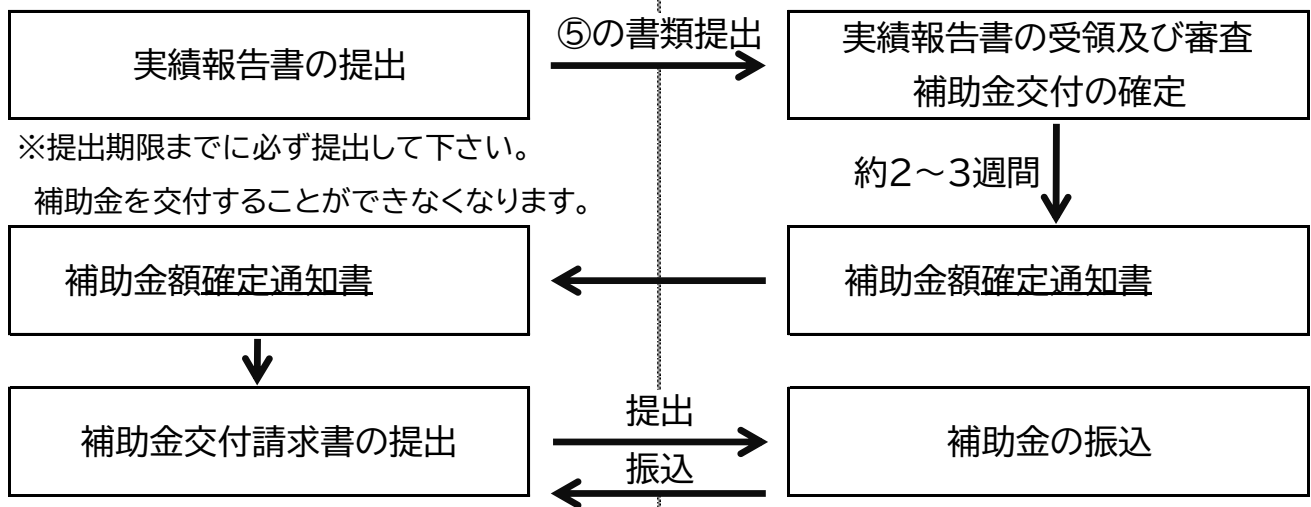 実績報告書の提出
⑤の書類提出
実績報告書の受領及び審査
補助金交付の確定
※提出期限までに必ず提出して下さい。
補助金を交付することができなくなります。
約2～3週間
補助金額確定通知書
補助金額確定通知書
補助金交付請求書の提出
提出
振込
補助金の振込